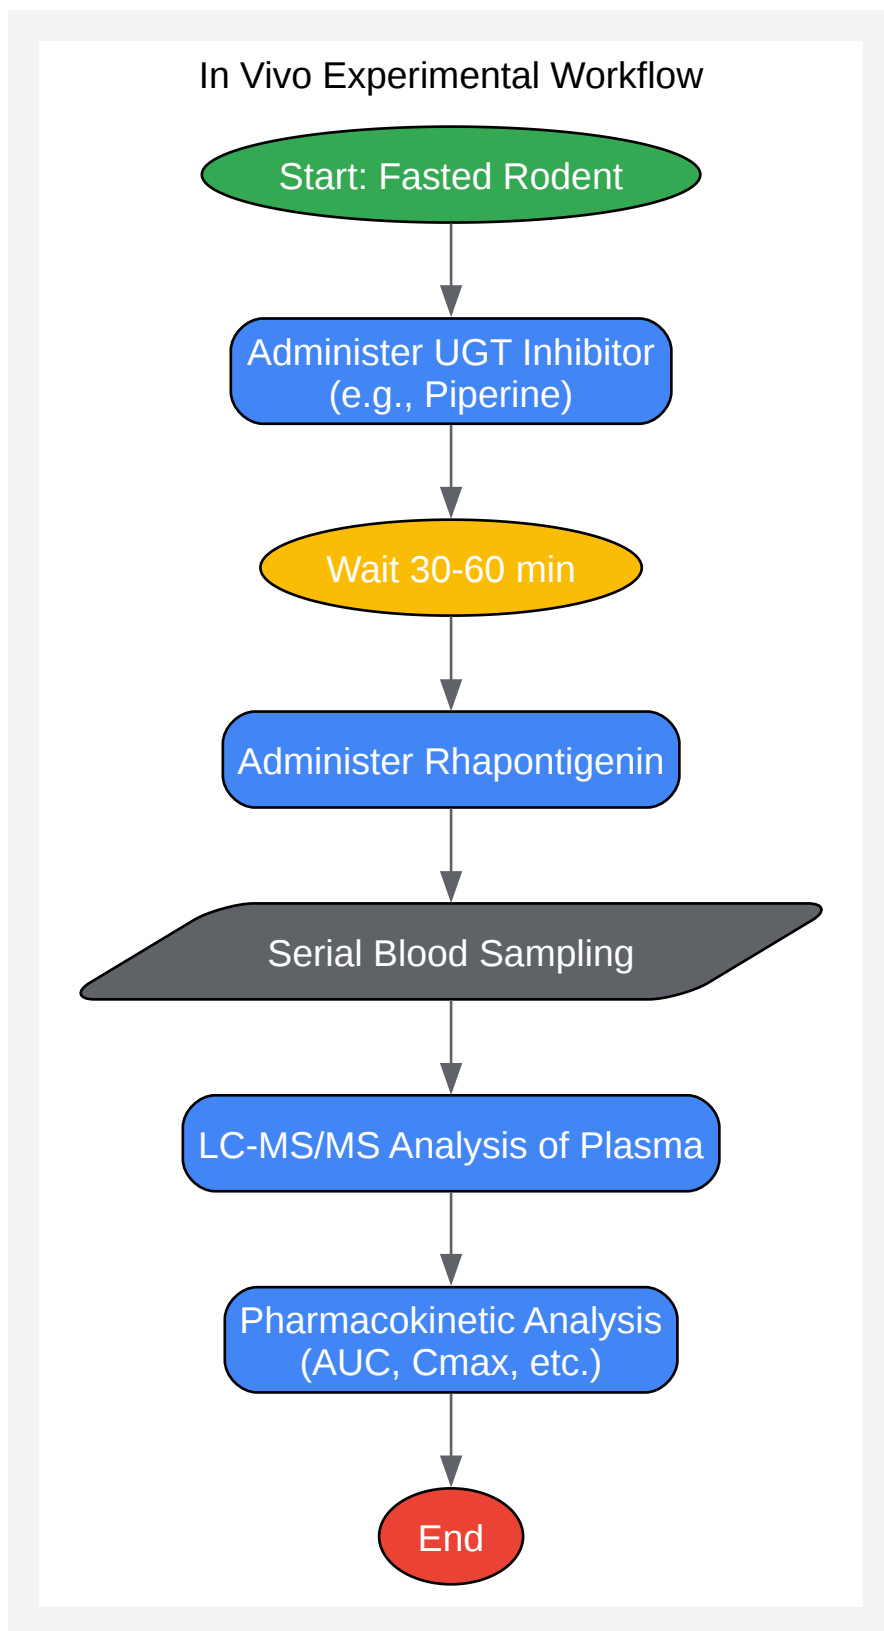 In Vivo Experimental Workflow
Start: Fasted Rodent
Administer UGT Inhibitor
(e.g., Piperine)
Wait 30-60 min
Administer Rhapontigenin
Serial Blood Sampling
LC-MS/MS Analysis of Plasma
Pharmacokinetic Analysis
(AUC, Cmax, etc.)
End